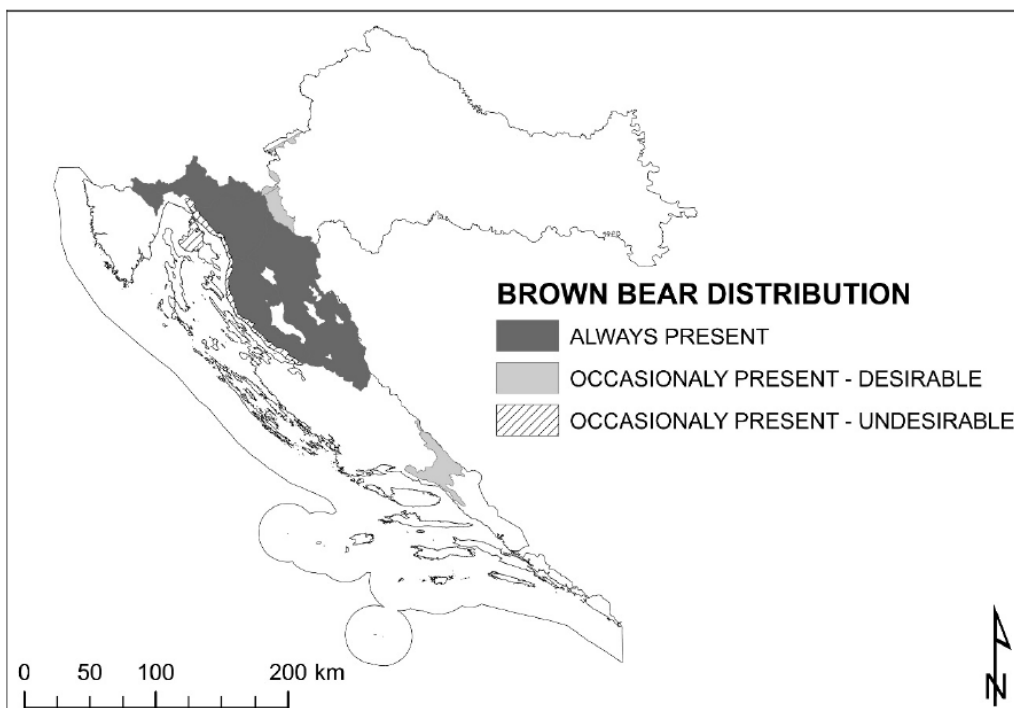 BROWN BEAR DISTRIBUTION
ALWAYS PRESENT
OCCASIONALY PRESENT - DESIRABLE
OCCASIONALY PRESENT - UNDESIRABLE
0 50 100 200 km
N